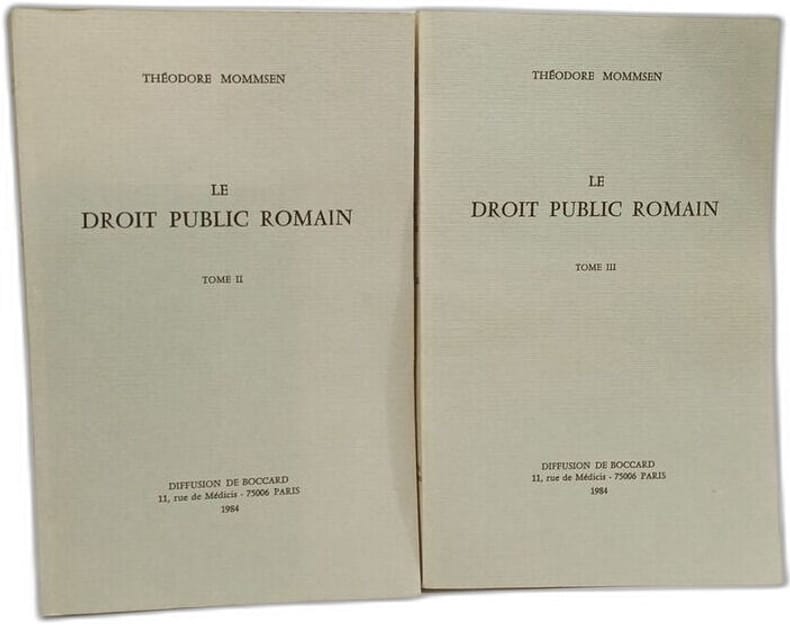 THÉODORE MOMMSEN
LE
DROIT PUBLIC ROMAIN
TOME II
DIFFUSION DE BOCCARD
11, rue de Médicis - 75006 PARIS
1984
THÉODORE MOMMSEN
LE
DROIT PUBLIC ROMAIN
TOME III
DIFFUSION DE BOCCARD
11, rue de Médicis - 75006 PARIS
1984